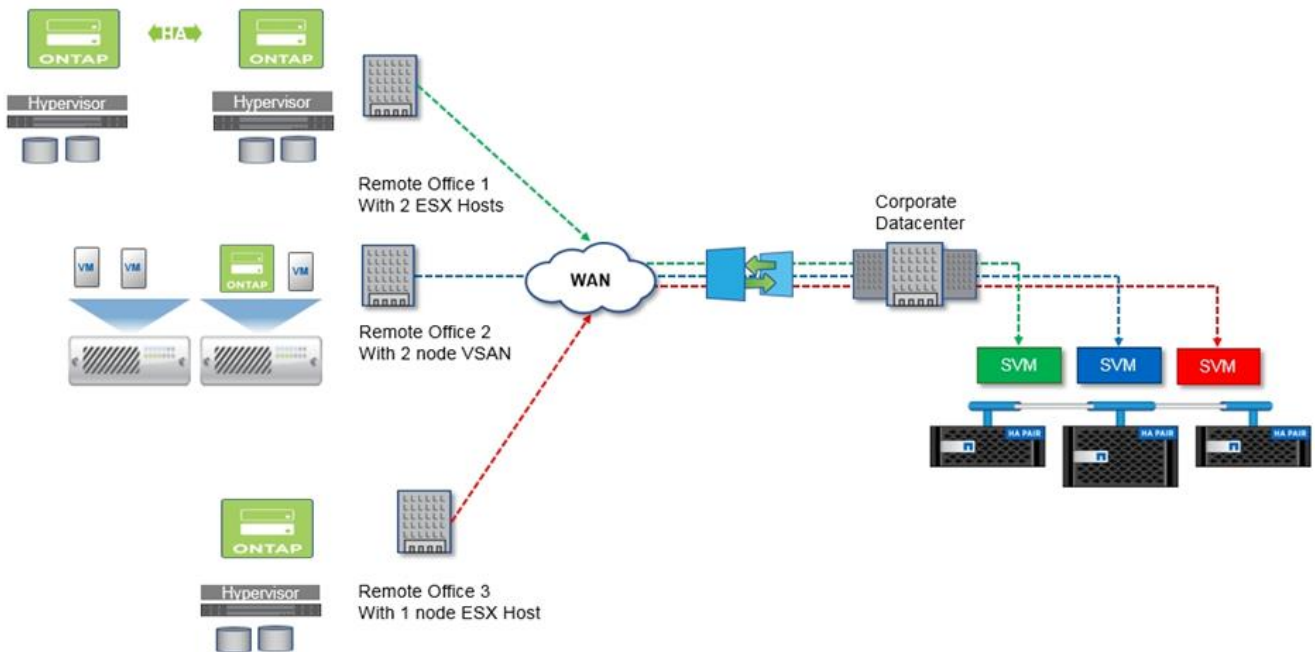 ONTAP
HA
ONTAP
Hypervisor
Hypervisor
Remote Office 1
With 2 ESX Hosts
VM
VM
ONTAP
VM
Remote Office 2
With 2 node VSAN
WAN
Corporate
Datacenter
SVM
SVM
SVM
HA PAIR
HA PAIR
HA PAIR
ONTAP
Hypervisor
Remote Office 3
With 1 node ESX Host